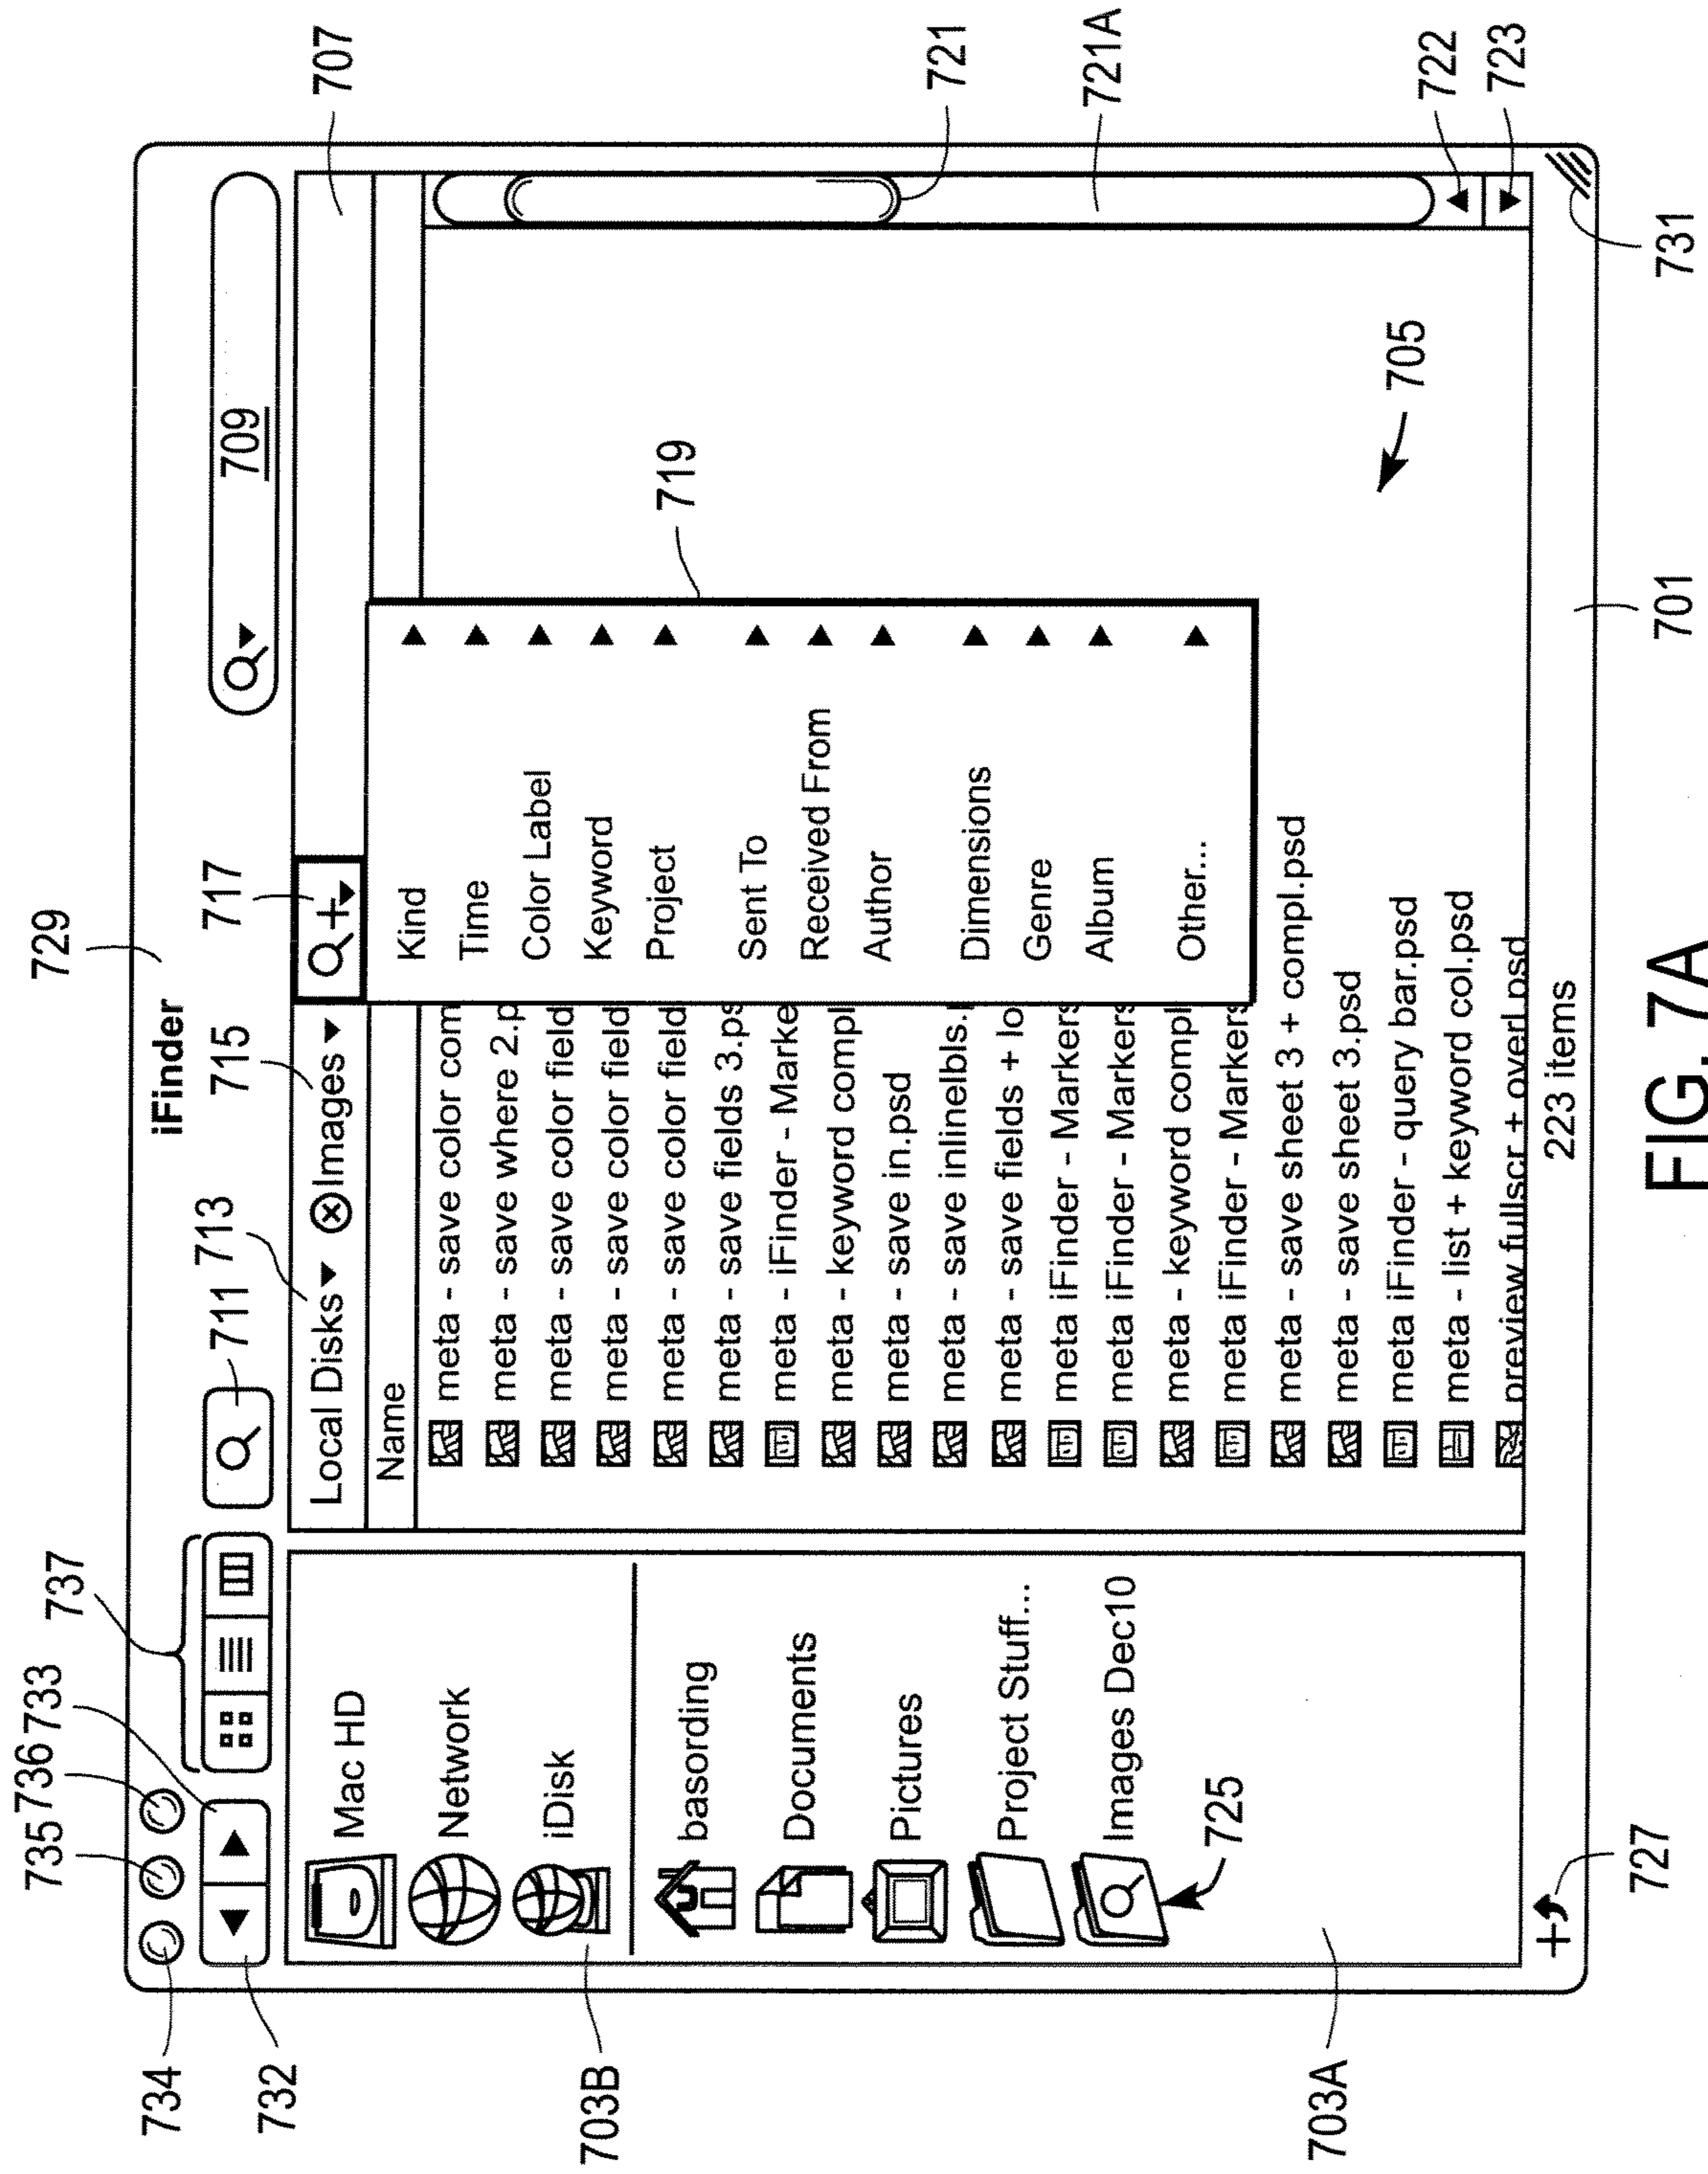 729
iFinder
734
735
736
733
737
732
711
713
715
717
709
707
Local Disks
Images
Name
Mac HD
Network
iDisk
basording
Documents
Pictures
Project Stuff...
Images Dec10
725
703B
703A
meta - save color com
meta - save where 2.p
meta - save color field
meta - save color field
meta - save color field
meta - save fields 3.ps
meta - iFinder - Marke
meta - keyword compl
meta - save in.psd
meta - save inlinelbls.
meta - save fields + lo
meta iFinder - Markers
meta iFinder - Markers
meta - keyword compl
meta iFinder - Markers
meta - save sheet 3 + compl.psd
meta - save sheet 3.psd
meta iFinder - query bar.psd
meta - list + keyword col.psd
preview fullscr + overl.psd
Kind
Time
Color Label
Keyword
Project
Sent To
Received From
Author
Dimensions
Genre
Album
Other...
719
705
721
721A
722
723
223 items
727
701
731
FIG. 7A